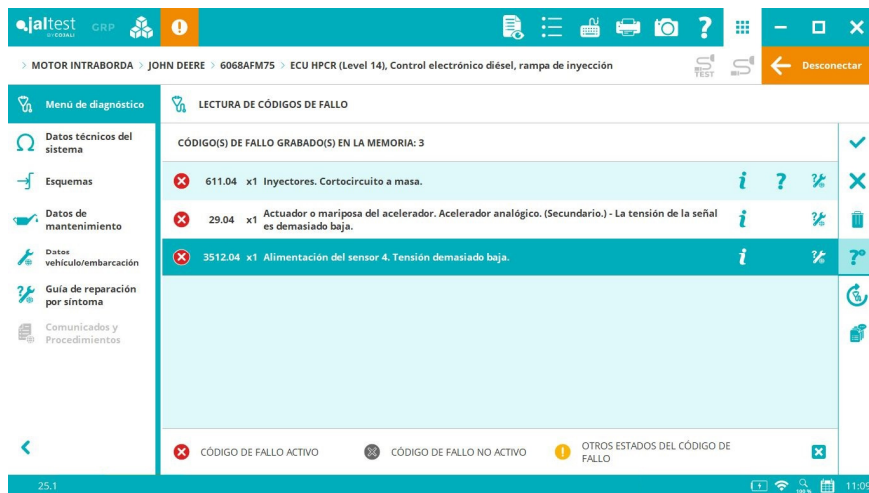 jaltest GRP
BY COJALI
MOTOR INTRABORDA > JOHN DEERE > 6068AFM75 > ECU HPCR (Level 14), Control electrónico diésel, rampa de inyección
TEST
Desconectar
Menú de diagnóstico
LECTURA DE CÓDIGOS DE FALLO
Datos técnicos del
sistema
Esquemas
Datos de
mantenimiento
Datos
vehículo/embarcación
Guía de reparación
por síntoma
Comunicados y
Procedimientos
CÓDIGO(S) DE FALLO GRABADO(S) EN LA MEMORIA: 3
611.04 x1 Inyectores. Cortocircuito a masa.
29.04 x1 Actuador o mariposa del acelerador. Acelerador analógico. (Secundario.) - La tensión de la señal
es demasiado baja.
3512.04 x1 Alimentación del sensor 4. Tensión demasiado baja.
CÓDIGO DE FALLO ACTIVO
CÓDIGO DE FALLO NO ACTIVO
OTROS ESTADOS DEL CÓDIGO DE
FALLO
25.1
100 %
11:09